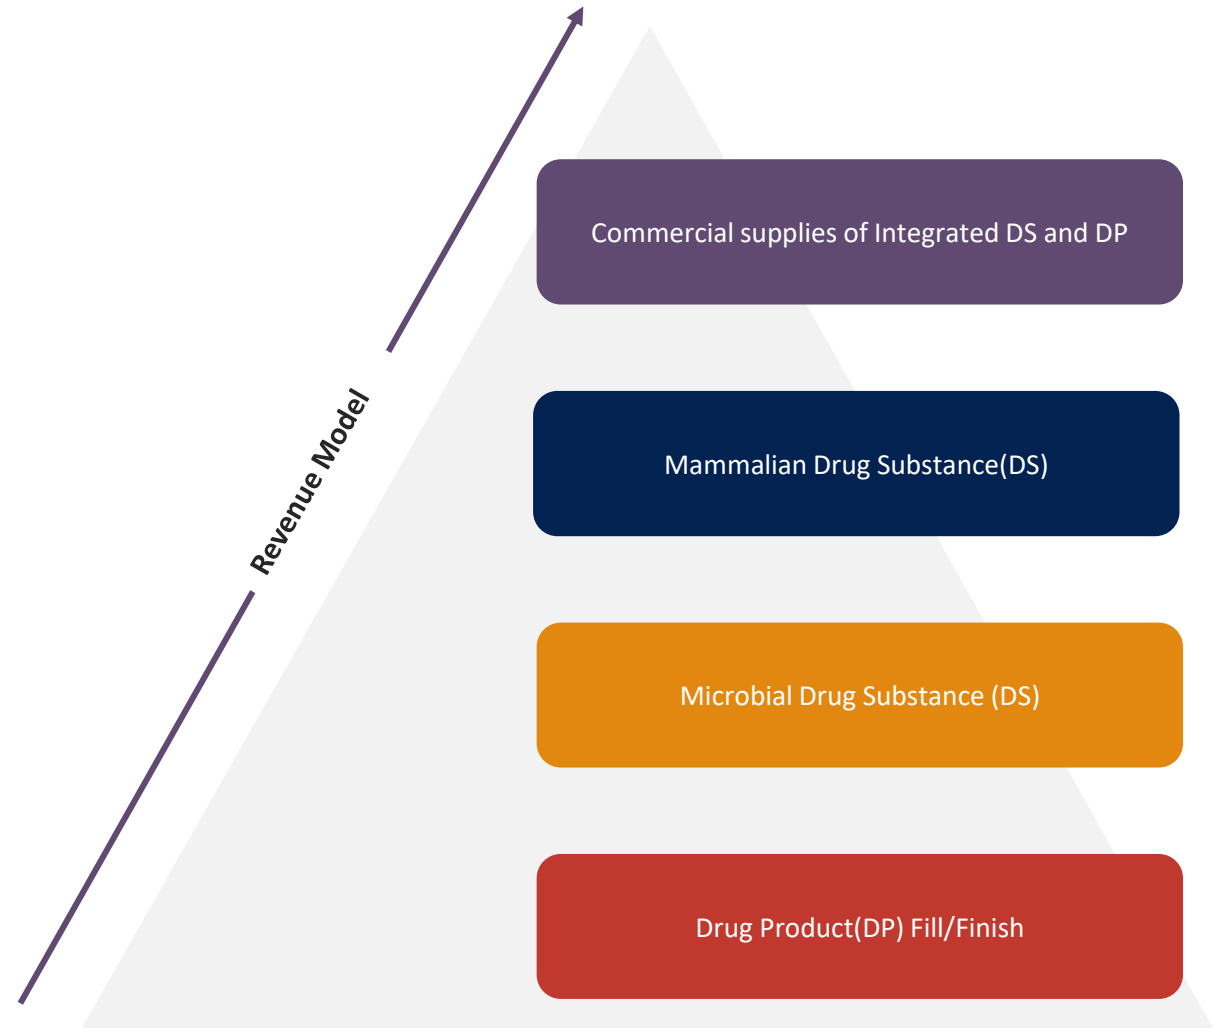 Commercial supplies of Integrated DS and DP
Revenue Model
Mammalian Drug Substance(DS)
Microbial Drug Substance (DS)
Drug Product(DP) Fill/Finish